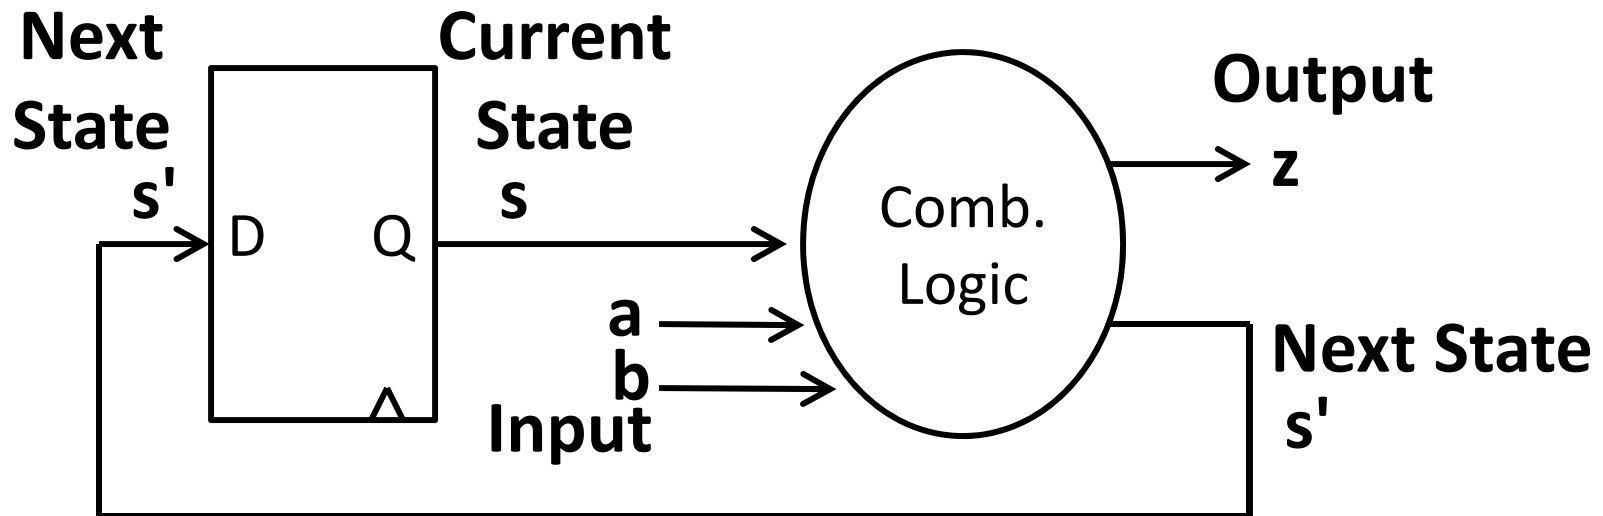 Next
State
s'
D
Q
Current
State
s
a
b
Input
Comb.
Logic
Output
z
Next State
s'